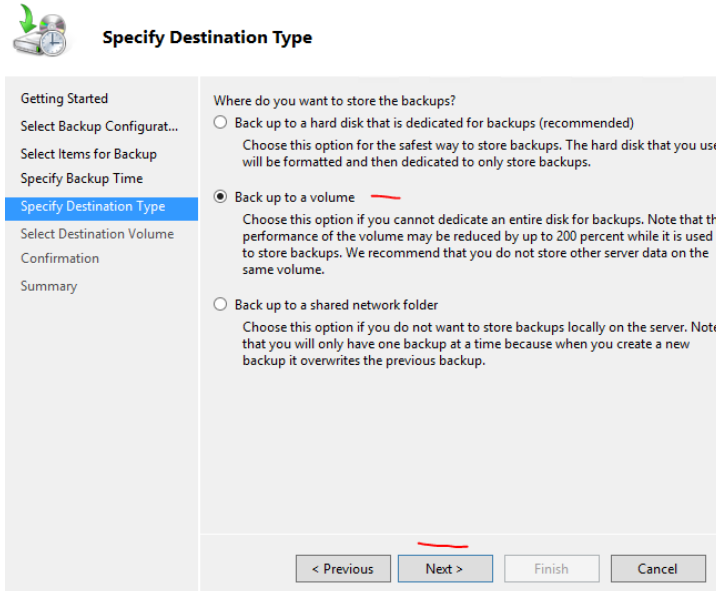 Specify Destination Type
Getting Started
Select Backup Configurat...
Select Items for Backup
Specify Backup Time
Specify Destination Type
Select Destination Volume
Confirmation
Summary
Where do you want to store the backups?
Back up to a hard disk that is dedicated for backups (recommended)
Choose this option for the safest way to store backups. The hard disk that you use
will be formatted and then dedicated to only store backups.
Back up to a volume
Choose this option if you cannot dedicate an entire disk for backups. Note that th
performance of the volume may be reduced by up to 200 percent while it is used
to store backups. We recommend that you do not store other server data on the
same volume.
Back up to a shared network folder
Choose this option if you do not want to store backups locally on the server. Note
that you will only have one backup at a time because when you create a new
backup it overwrites the previous backup.
< Previous
Next >
Finish
Cancel